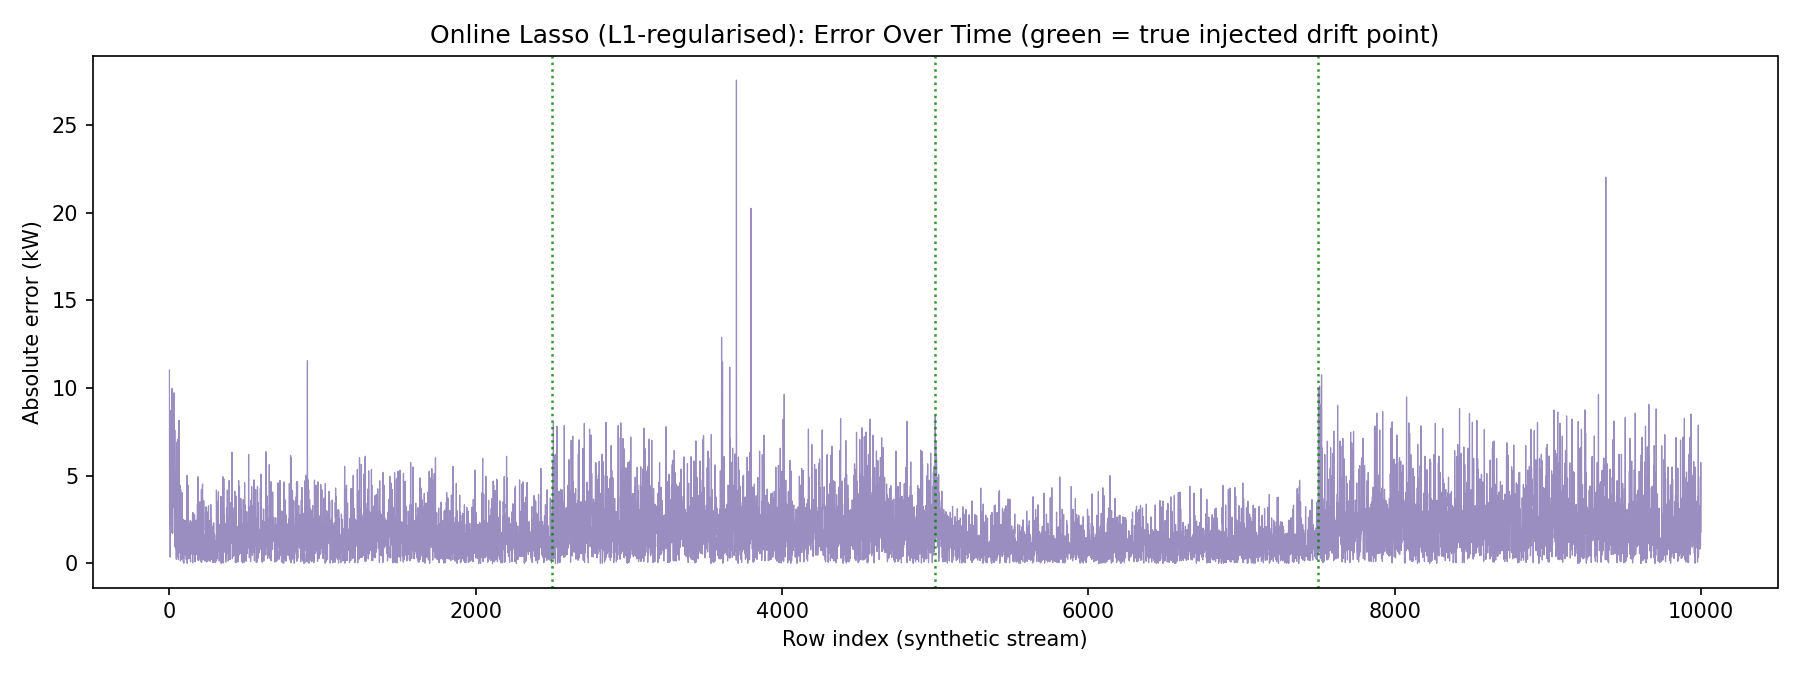 Online Lasso (L1-regularised): Error Over Time (green = true injected drift point)
25
20
15
10
5
0
Absolute error (kW)
0 2000 4000 6000 8000 10000
Row index (synthetic stream)